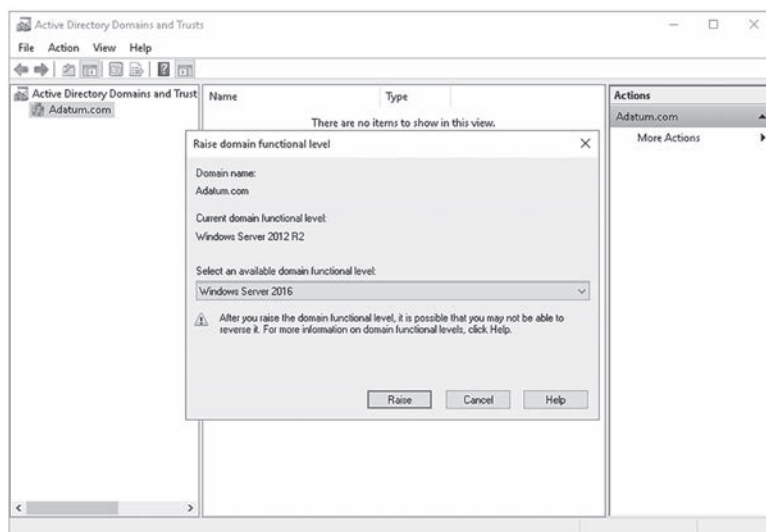 Active Directory Domains and Trusts
File Action View Help
Active Directory Domains and Trust
Adatum.com
Name Type
There are no items to show in this view.
Actions
Adatum.com
More Actions
Raise domain functional level
Domain name:
Adatum.com
Current domain functional level:
Windows Server 2012 R2
Select an available domain functional level:
Windows Server 2016
After you raise the domain functional level, it is possible that you may not be able to
reverse it. For more information on domain functional levels, click Help.
Raise Cancel Help